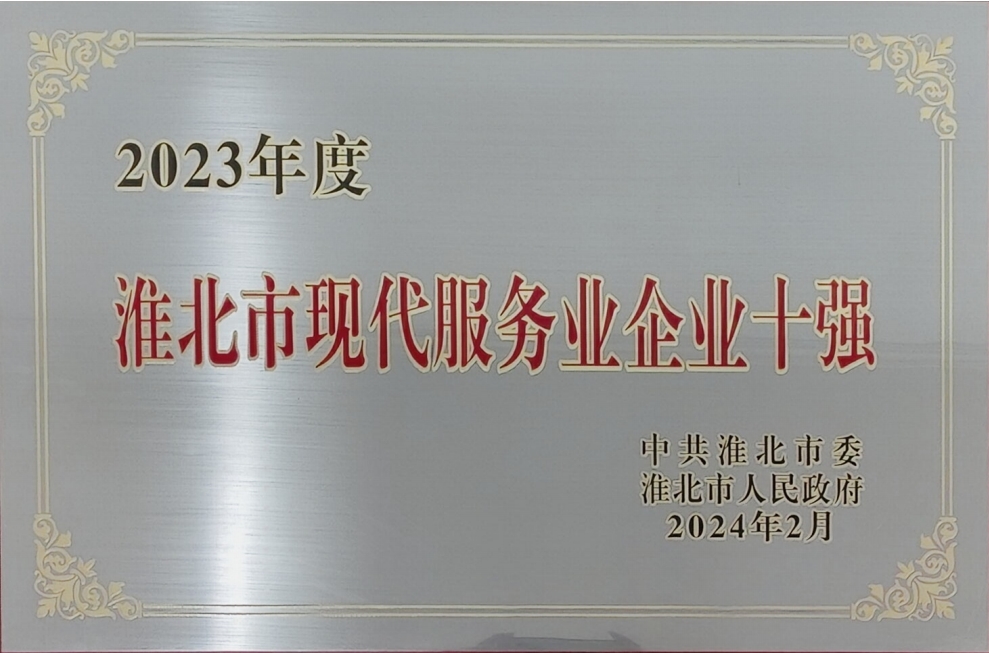 2023年度
淮北市现代服务业企业十强
中共淮北市委
淮北市人民政府
2024年2月